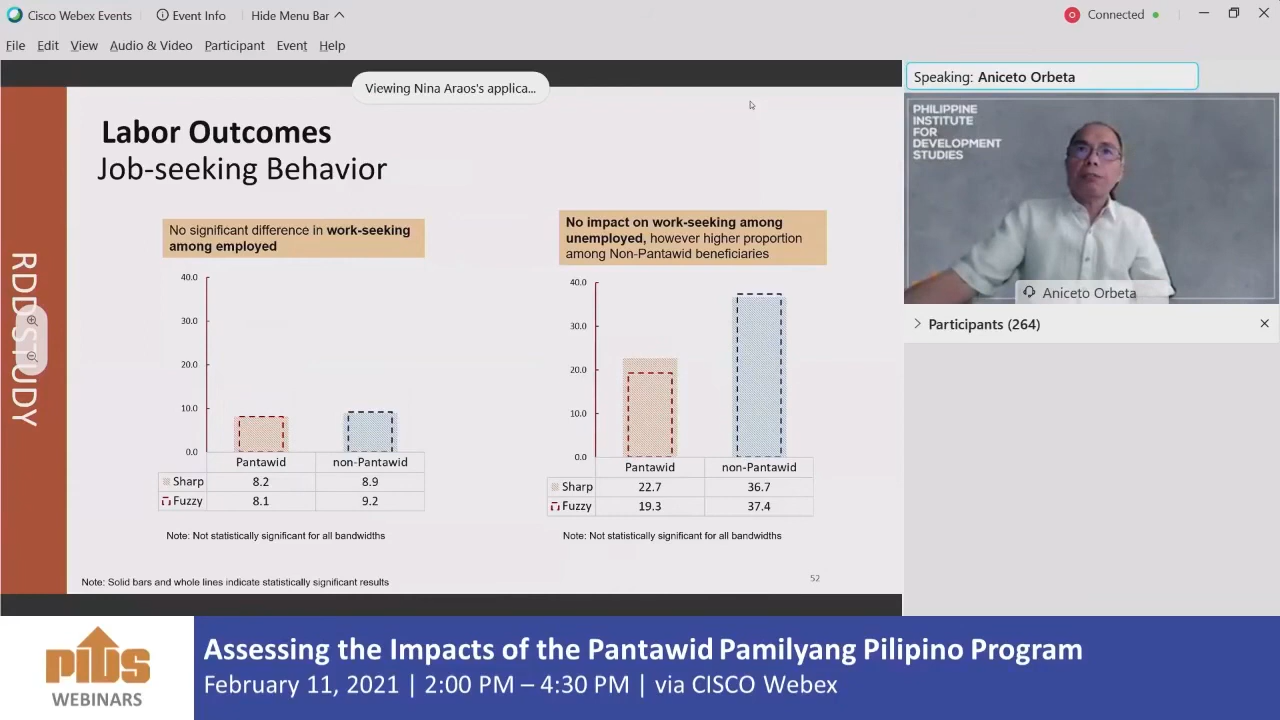 Cisco Webex Events
Event Info
Hide Menu Bar
Connected
File Edit View Audio & Video Participant Event Help
Viewing Nina Araos's applica...
Speaking: Aniceto Orbeta
PHILIPPINE
INSTITUTE
FOR
DEVELOPMENT
STUDIES
Aniceto Orbeta
Participants (264)
RDD STUDY
Labor Outcomes
Job-seeking Behavior
No significant difference in work-seeking
among employed
40.0
30.0
20.0
10.0
0.0
Pantawid non-Pantawid
Sharp 8.2 8.9
Fuzzy 8.1 9.2
Note: Not statistically significant for all bandwidths
No impact on work-seeking among
unemployed, however higher proportion
among Non-Pantawid beneficiaries
40.0
30.0
20.0
10.0
0.0
Pantawid non-Pantawid
Sharp 22.7 36.7
Fuzzy 19.3 37.4
Note: Not statistically significant for all bandwidths
Note: Solid bars and whole lines indicate statistically significant results
52
PIDS
WEBINARS
Assessing the Impacts of the Pantawid Pamilyang Pilipino Program
February 11, 2021 | 2:00 PM – 4:30 PM | via CISCO Webex